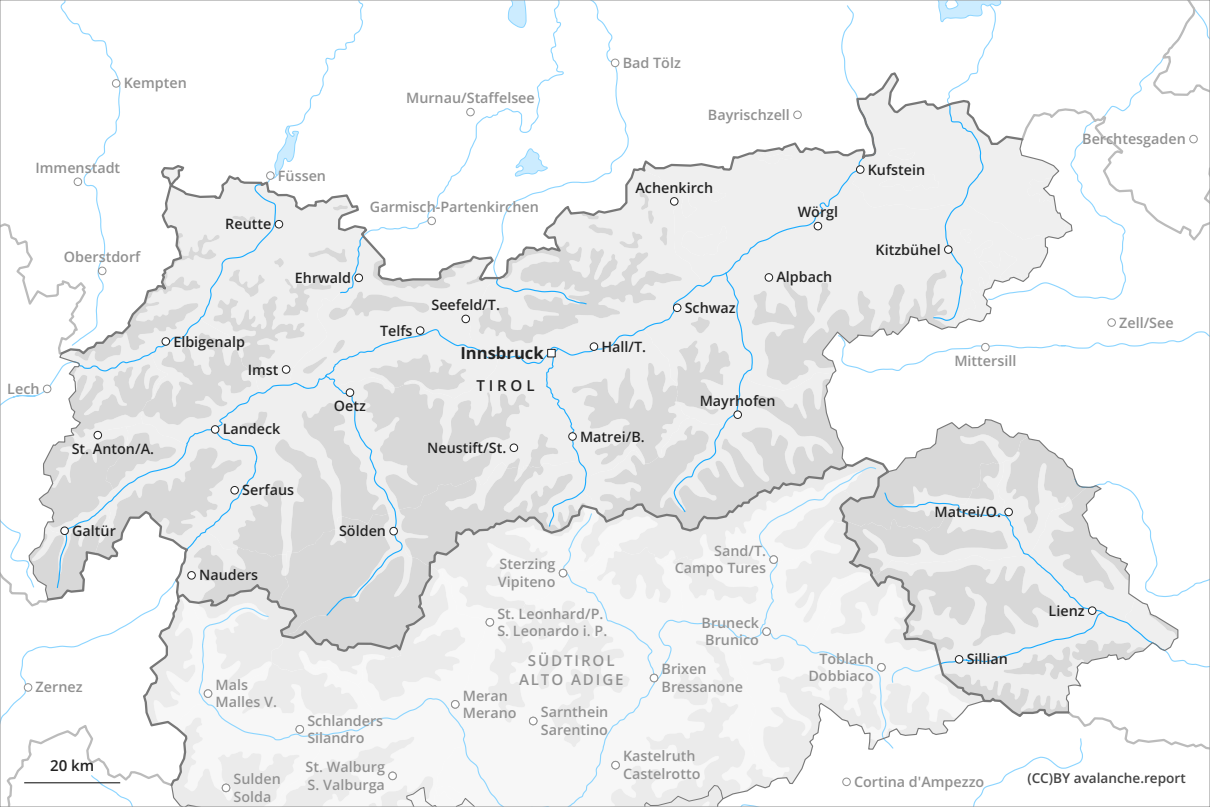 Bad Tölz
Kempten
Murnau/Staffelsee
Bayrischzell
Berchtesgaden
Immenstadt
Füssen
Kufstein
Achenkirch
Garmisch-Partenkirchen
Wörgl
Reutte
Kitzbühel
Oberstdorf
Ehrwald
Alpbach
Seefeld/T.
Schwaz
Zell/See
Telfs
Elbigenalp
Innsbruck
Hall/T.
Mittersill
Imst
TIROL
Lech
Oetz
Mayrhofen
Landeck
Matrei/B.
St. Anton/A.
Neustift/St.
Serfaus
Matrei/O.
Galtür
Sölden
Sand/T.
Campo Tures
Sterzing
Vipiteno
Nauders
Lienz
St. Leonhard/P.
S. Leonardo i. P.
Bruneck
Brunico
SÜDTIROL
ALTO ADIGE
Toblach
Dobbiaco
Sillian
Brixen
Bressanone
Zernez
Mals
Malles V.
Meran
Merano
Sarnthein
Sarentino
Schlanders
Silandro
Kastelruth
Castelrotto
20 km
St. Walburg
S. Valburga
Sulden
Solda
Cortina d'Ampezzo
(CC)BY avalanche.report